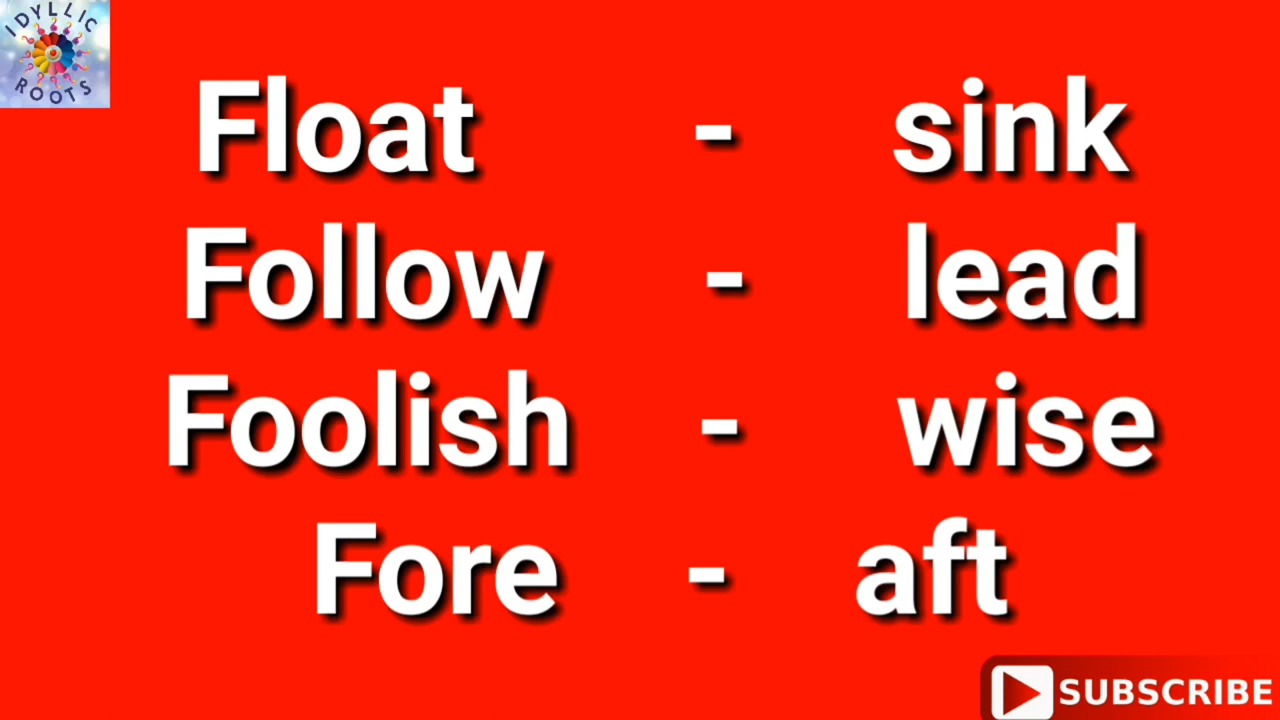 IDYLLIC
ROOTS
Float - sink
Follow - lead
Foolish - wise
Fore - aft
SUBSCRIBE